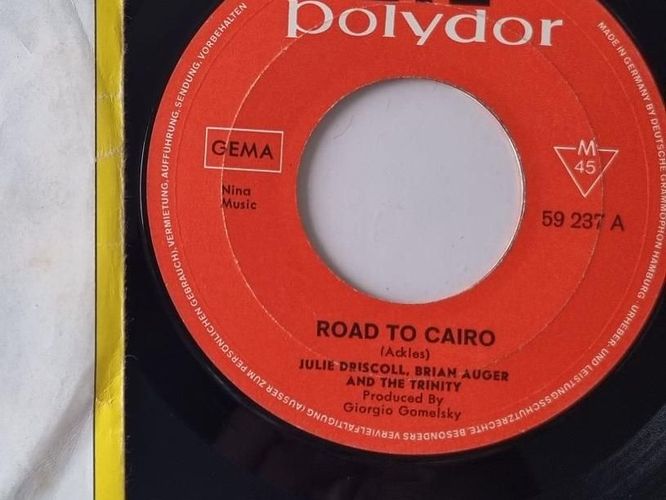 polydor
GEMA
Nina
Music
M
45
59 237 A
ROAD TO CAIRO
(Ackles)
JULIE DRISCOLL, BRIAN AUGER
AND THE TRINITY
Produced By
Giorgio Gomelsky
MADE IN GERMANY BY DEUTSCHE GRAMMOPHON HAMBURG · URHEBER- UND LEISTUNGSSCHUTZRECHTE, BESONDERS VERVIELFÄLTIGUNG (AUSSER ZUM PERSÖNLICHEN GEBRAUCH), VERMIETUNG, AUFFÜHRUNG, SENDUNG, VORBEHALTEN